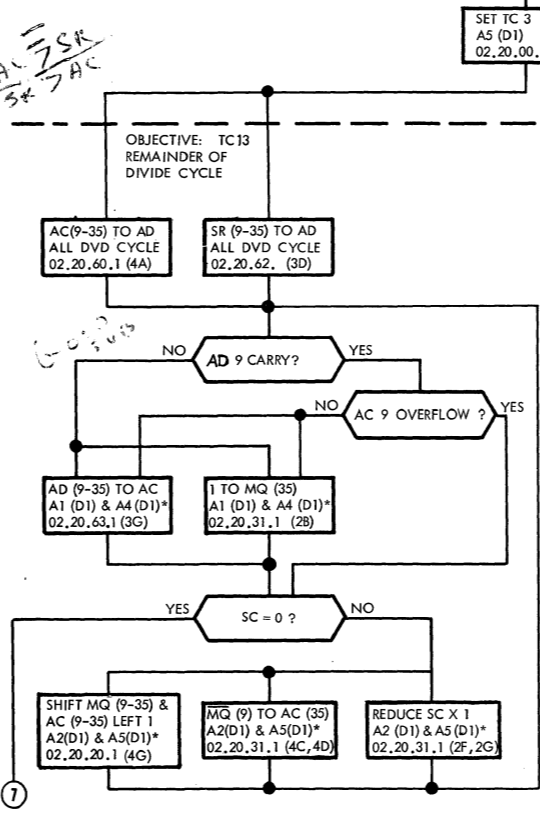 SET TC 3
A5 (D1)
02.20.00.
AC > SR
SR > AC
OBJECTIVE: TC13
REMAINDER OF
DIVIDE CYCLE
AC(9-35) TO AD
ALL DVD CYCLE
02.20.60.1 (4A)
SR (9-35) TO AD
ALL DVD CYCLE
02.20.62. (3D)
NO
AD 9 CARRY?
YES
NO
AC 9 OVERFLOW ?
YES
AD (9-35) TO AC
A1 (D1) & A4 (D1)*
02.20.63.1 (3G)
1 TO MQ (35)
A1 (D1) & A4 (D1)*
02.20.31.1 (2B)
YES
SC = 0 ?
NO
SHIFT MQ (9-35) &
AC (9-35) LEFT 1
A2(D1) & A5(D1)*
02.20.20.1 (4G)
MQ (9) TO AC (35)
A2(D1) & A5(D1)*
02.20.31.1 (4C,4D)
REDUCE SC X 1
A2 (D1) & A5(D1)*
02.20.31.1 (2F,2G)
7